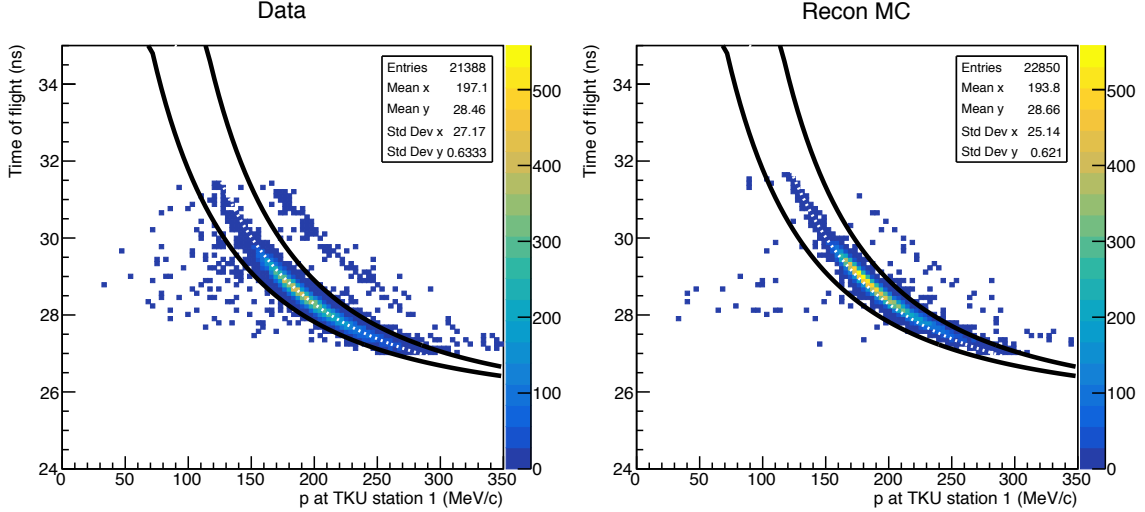 Data
Time of flight (ns)
36
34
32
30
28
26
24
0
50
100
150
200
250
300
350
p at TKU station 1 (MeV/c)
Entries 21388
Mean x 197.1
Mean y 28.46
Std Dev x 27.17
Std Dev y 0.6333
500
400
300
200
100
0
Recon MC
Time of flight (ns)
36
34
32
30
28
26
24
0
50
100
150
200
250
300
350
p at TKU station 1 (MeV/c)
Entries 22850
Mean x 193.8
Mean y 28.66
Std Dev x 25.14
Std Dev y 0.621
500
400
300
200
100
0